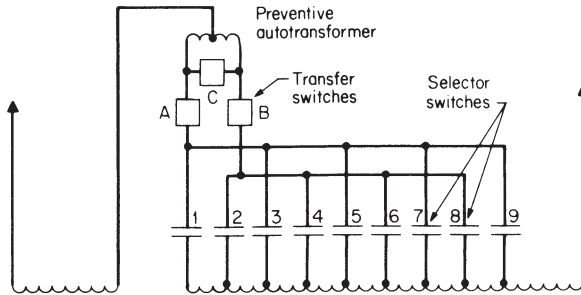 Preventive
autotransformer
C
Transfer
switches
A
B
Selector
switches
1 2 3 4 5 6 7 8 9